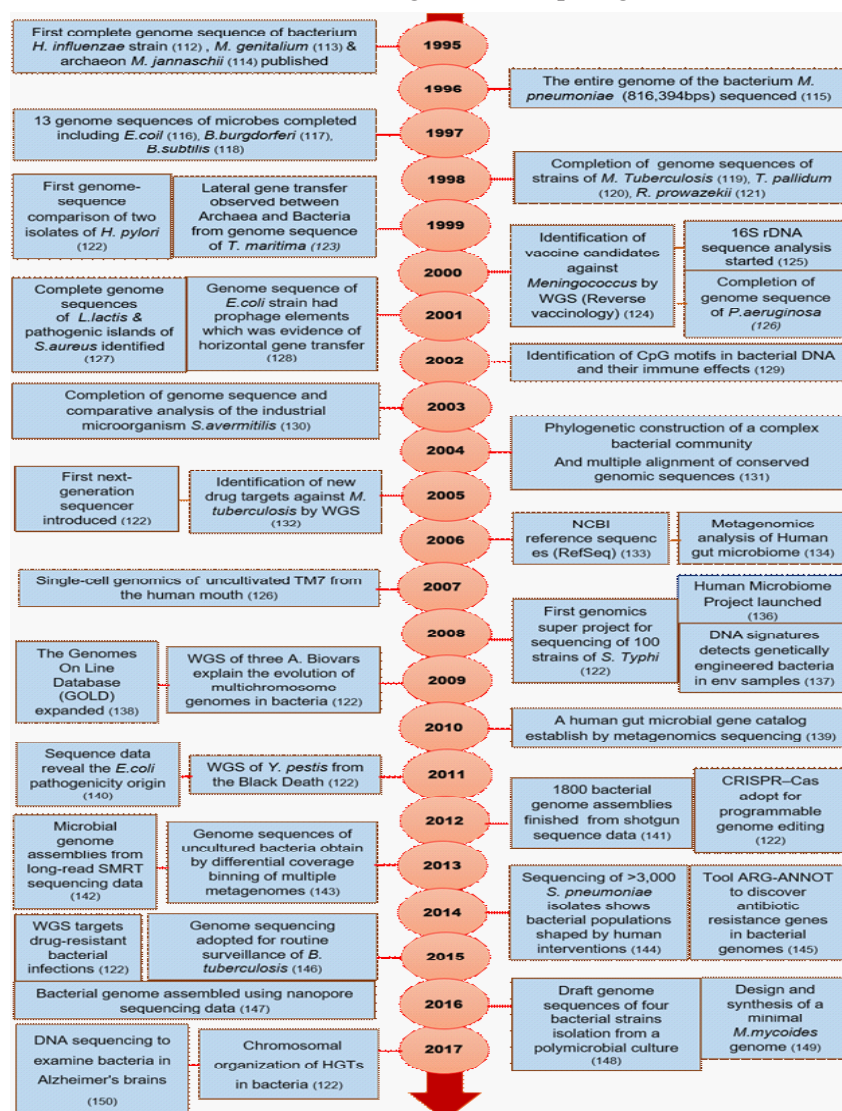 First complete genome sequence of bacterium
H. influenzae strain (112) , M. genitalium (113) &
archaeon M. jannaschii (114) published
1995
1996
The entire genome of the bacterium M.
pneumoniae (816,394bps) sequenced (115)
13 genome sequences of microbes completed
including E.coil (116), B.burgdorferi (117),
B.subtilis (118)
1997
1998
Completion of genome sequences of
strains of M. Tuberculosis (119), T. pallidum
(120), R. prowazekii (121)
First genome-
sequence
comparison of two
isolates of H. pylori
(122)
Lateral gene transfer
observed between
Archaea and Bacteria
from genome sequence
of T. maritima (123)
1999
2000
Identification of
vaccine candidates
against
Meningococcus by
WGS (Reverse
vaccinology) (124)
16S rDNA
sequence analysis
started (125)
Completion of
genome sequence
of P.aeruginosa
(126)
Complete genome
sequences
of L.lactis &
pathogenic islands of
S.aureus identified
(127)
Genome sequence of
E.coli strain had
prophage elements
which was evidence of
horizontal gene transfer
(128)
2001
2002
Identification of CpG motifs in bacterial DNA
and their immune effects (129)
Completion of genome sequence and
comparative analysis of the industrial
microorganism S.avermitilis (130)
2003
2004
Phylogenetic construction of a complex
bacterial community
And multiple alignment of conserved
genomic sequences (131)
First next-
generation
sequencer
introduced (122)
Identification of new
drug targets against M.
tuberculosis by WGS
(132)
2005
2006
NCBI
reference sequenc
es (RefSeq) (133)
Metagenomics
analysis of Human
gut microbiome (134)
Single-cell genomics of uncultivated TM7 from
the human mouth (126)
2007
2008
First genomics
super project for
sequencing of 100
strains of S. Typhi
(122)
Human Microbiome
Project launched
(136)
DNA signatures
detects genetically
engineered bacteria
in env samples (137)
The Genomes
On Line
Database
(GOLD)
expanded (138)
WGS of three A. Biovars
explain the evolution of
multichromosome
genomes in bacteria (122)
2009
2010
A human gut microbial gene catalog
establish by metagenomics sequencing (139)
Sequence data
reveal the E.coli
pathogenicity origin
(140)
WGS of Y. pestis from
the Black Death (122)
2011
2012
1800 bacterial
genome assemblies
finished from shotgun
sequence data (141)
CRISPR–Cas
adopt for
programmable
genome editing
(122)
Microbial
genome
assemblies from
long-read SMRT
sequencing data
(142)
Genome sequences of
uncultured bacteria obtain
by differential coverage
binning of multiple
metagenomes (143)
2013
2014
Sequencing of >3,000
S. pneumoniae
isolates shows
bacterial populations
shaped by human
interventions (144)
Tool ARG-ANNOT
to discover
antibiotic
resistance genes
in bacterial
genomes (145)
WGS targets
drug-resistant
bacterial
infections (122)
Genome sequencing
adopted for routine
surveillance of B.
tuberculosis (146)
2015
Bacterial genome assembled using nanopore
sequencing data (147)
2016
Draft genome
sequences of four
bacterial strains
isolation from a
polymicrobial culture
(148)
Design and
synthesis of a
minimal
M.mycoides
genome (149)
DNA sequencing to
examine bacteria in
Alzheimer's brains
(150)
Chromosomal
organization of HGTs
in bacteria (122)
2017